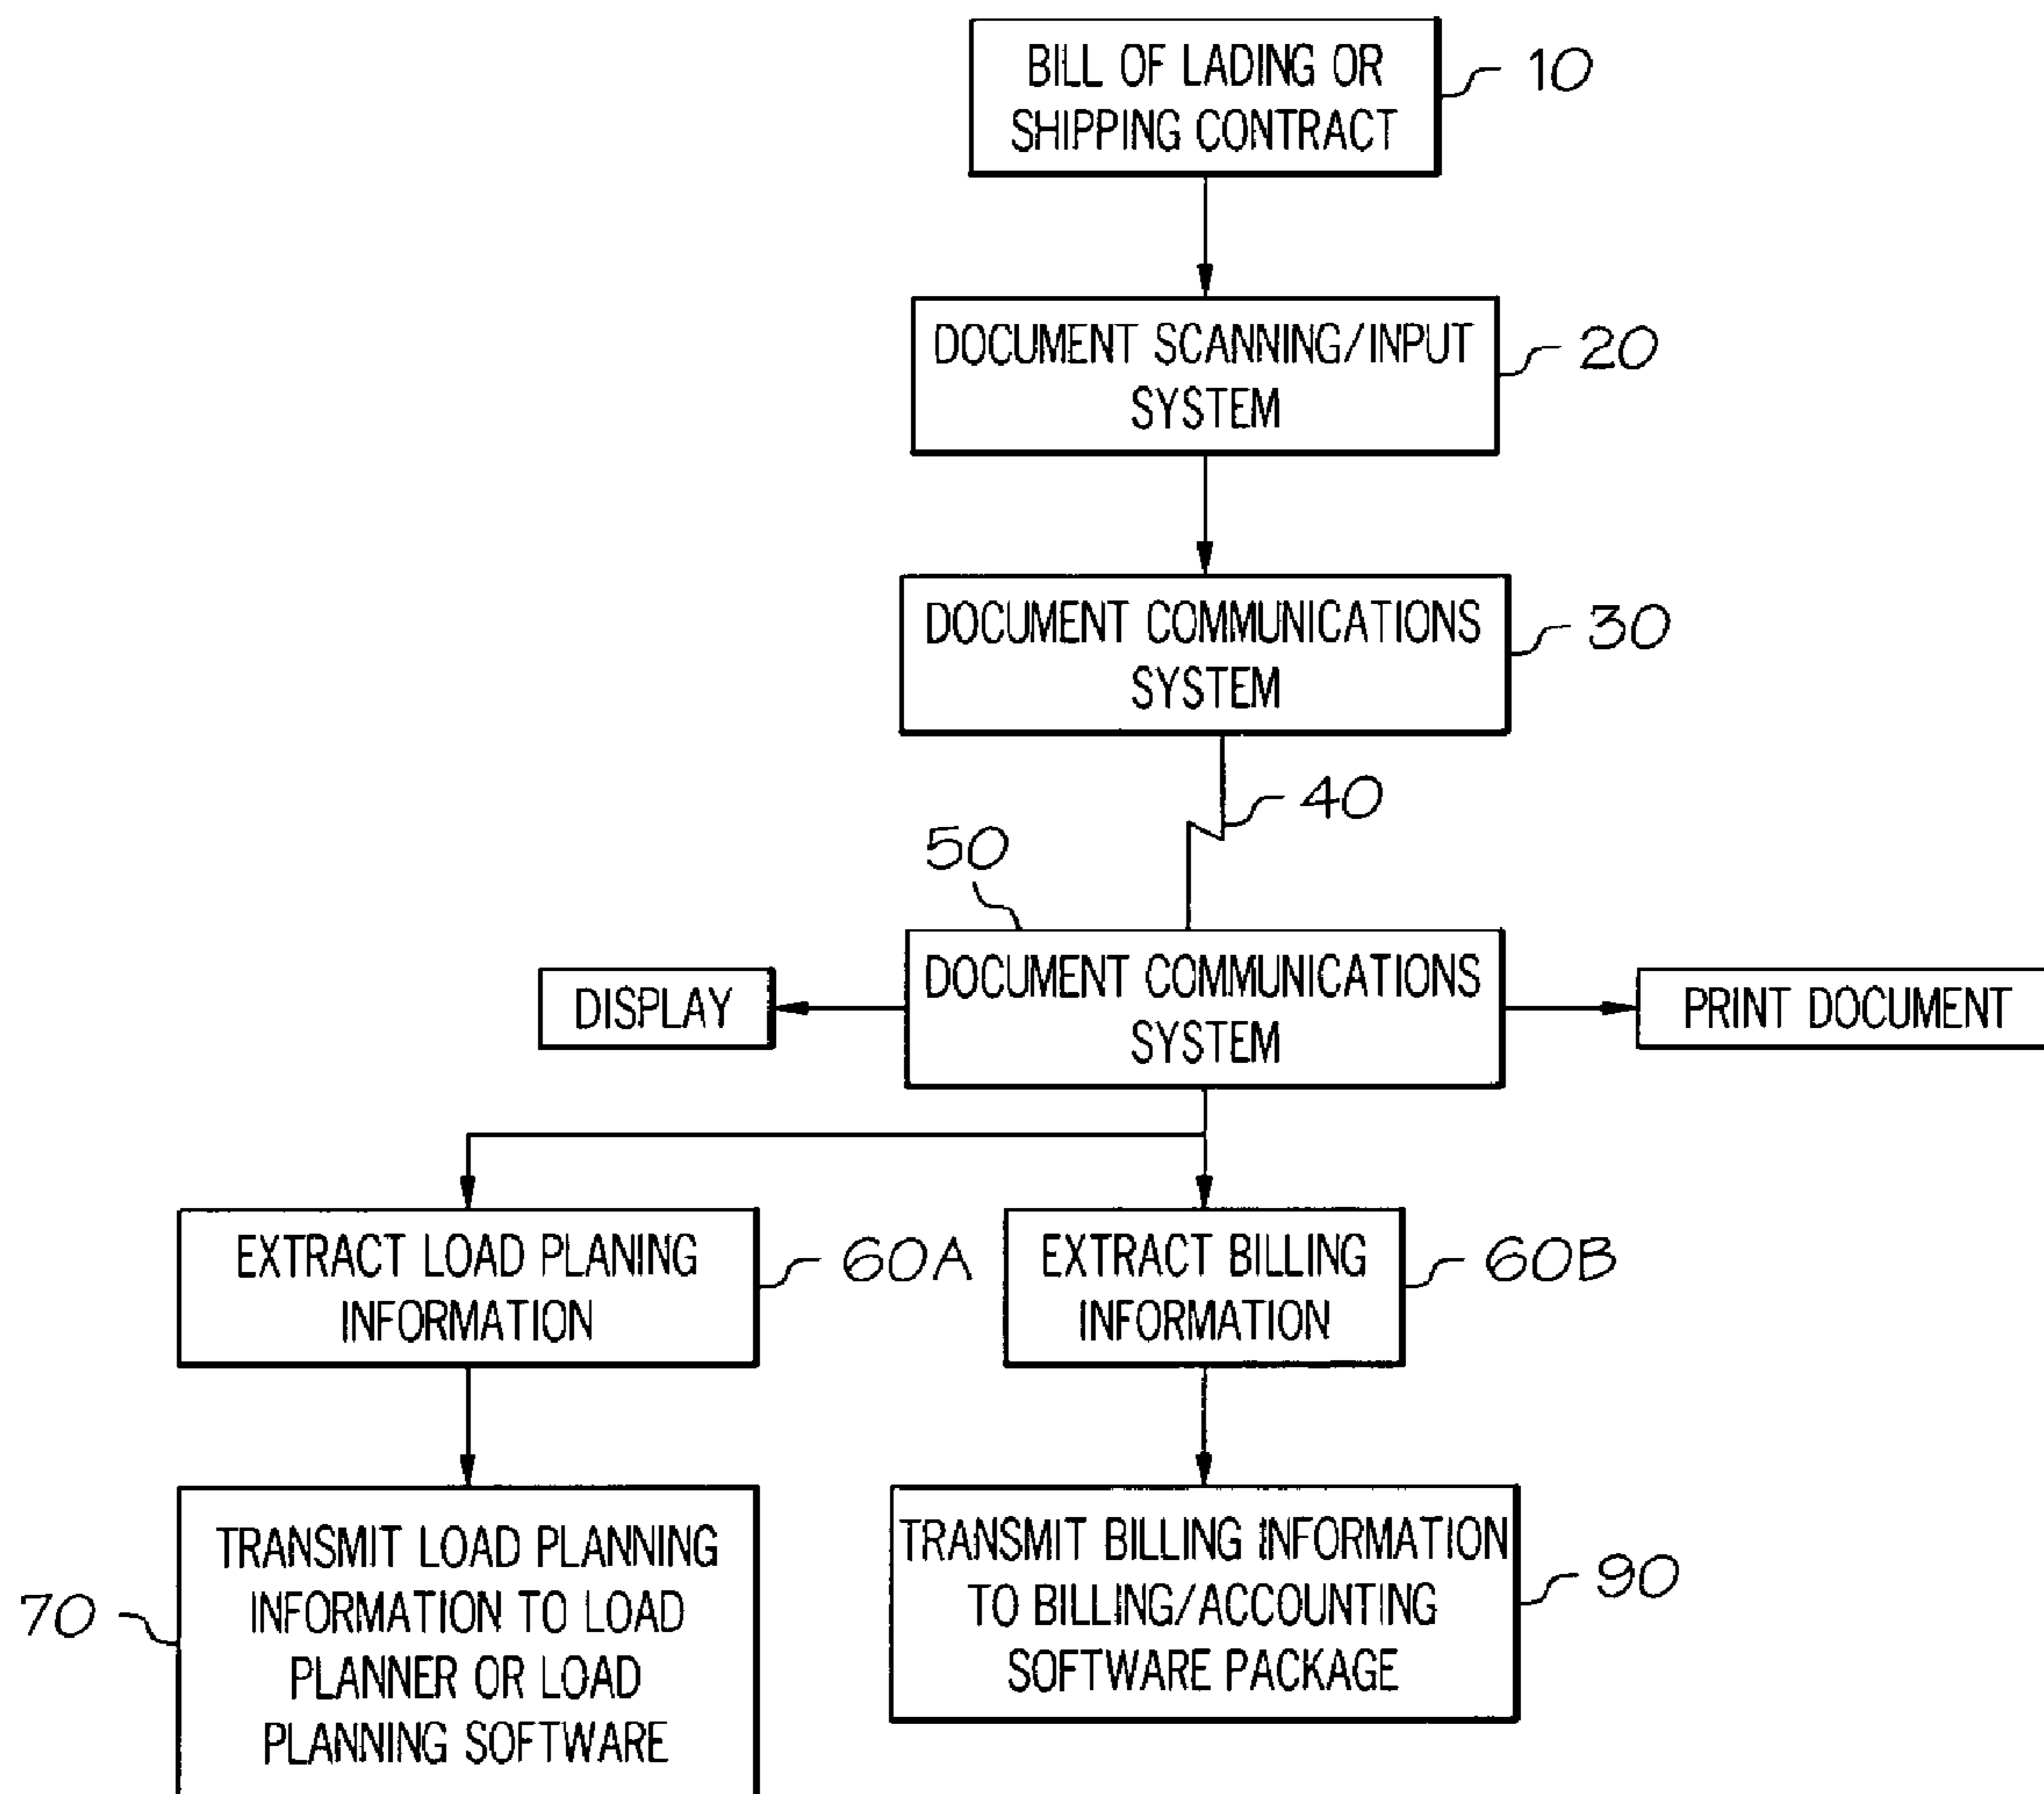 BILL OF LADING OR
SHIPPING CONTRACT
10
DOCUMENT SCANNING/INPUT
SYSTEM
20
DOCUMENT COMMUNICATIONS
SYSTEM
30
40
50
DISPLAY
DOCUMENT COMMUNICATIONS
SYSTEM
PRINT DOCUMENT
EXTRACT LOAD PLANING
INFORMATION
60A
EXTRACT BILLING
INFORMATION
60B
70
TRANSMIT LOAD PLANNING
INFORMATION TO LOAD
PLANNER OR LOAD
PLANNING SOFTWARE
TRANSMIT BILLING INFORMATION
TO BILLING/ACCOUNTING
SOFTWARE PACKAGE
90